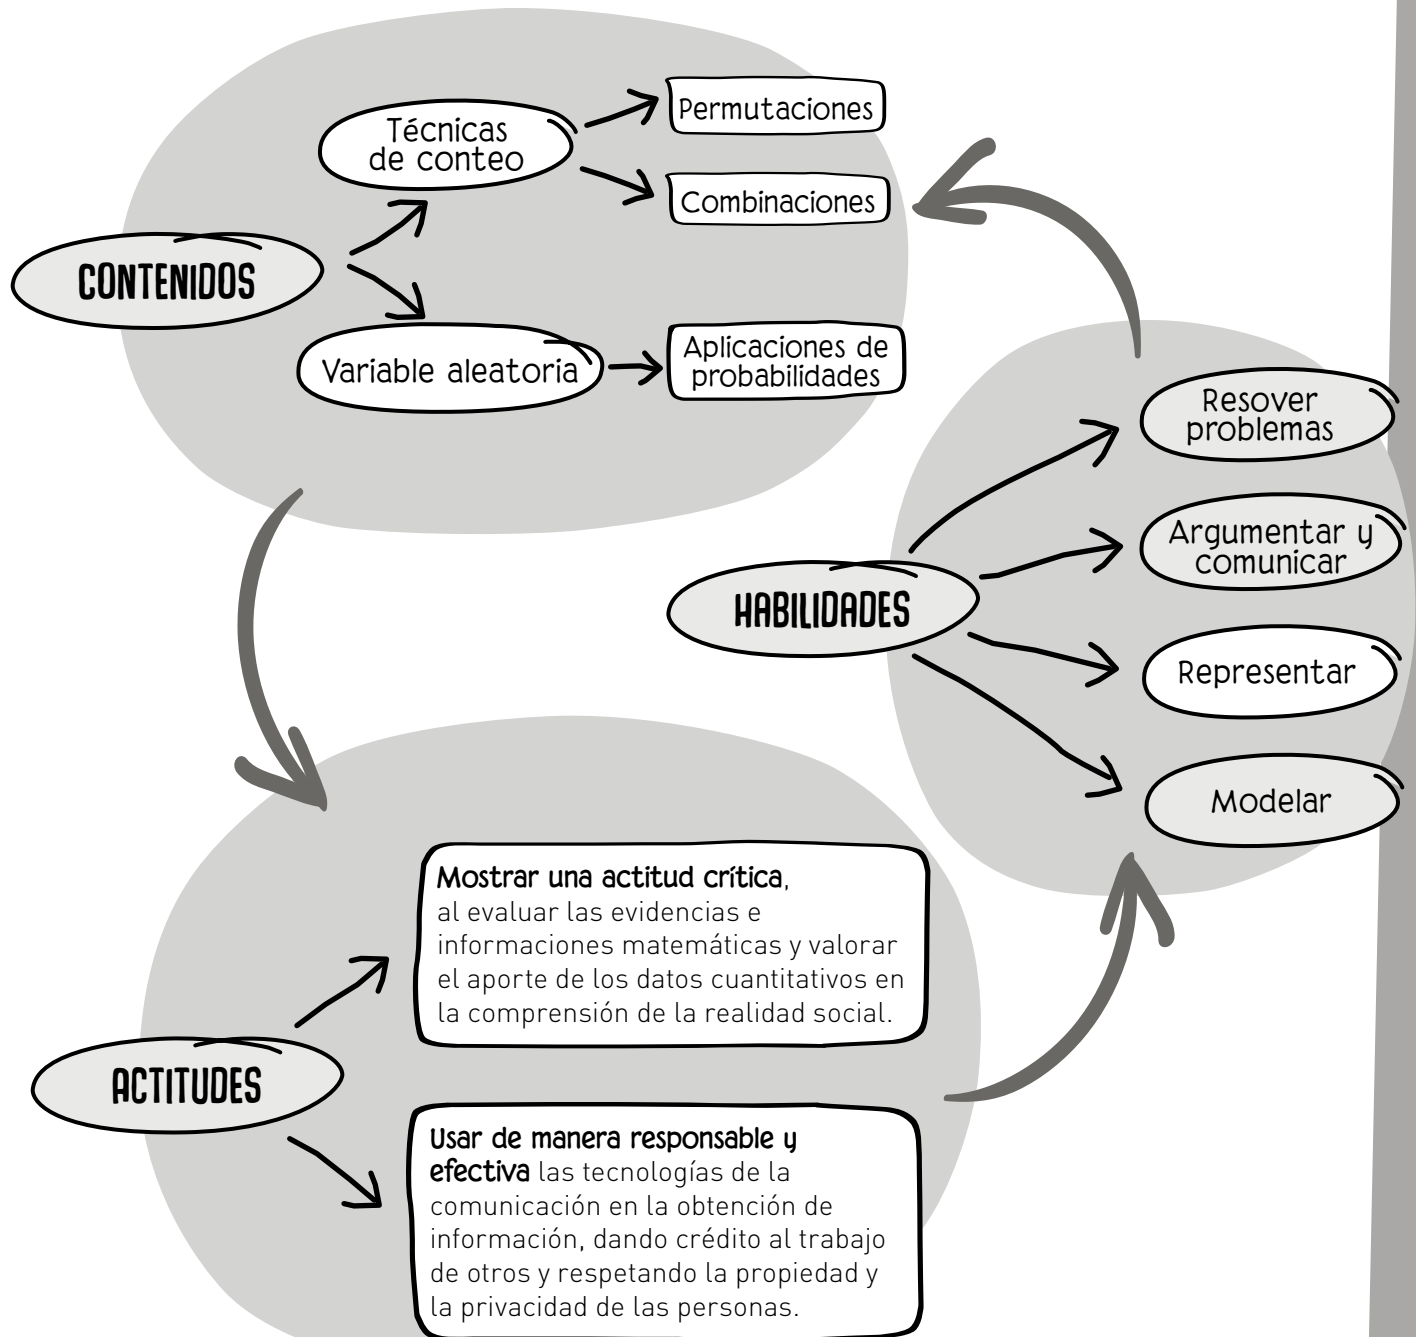 CONTENIDOS
Técnicas
de conteo
Permutaciones
Combinaciones
Variable aleatoria
Aplicaciones de
probabilidades
HABILIDADES
Resover
problemas
Argumentar y
comunicar
Representar
Modelar
ACTITUDES
Mostrar una actitud crítica,
al evaluar las evidencias e
informaciones matemáticas y valorar
el aporte de los datos cuantitativos en
la comprensión de la realidad social.
Usar de manera responsable y
efectiva las tecnologías de la
comunicación en la obtención de
información, dando crédito al trabajo
de otros y respetando la propiedad y
la privacidad de las personas.